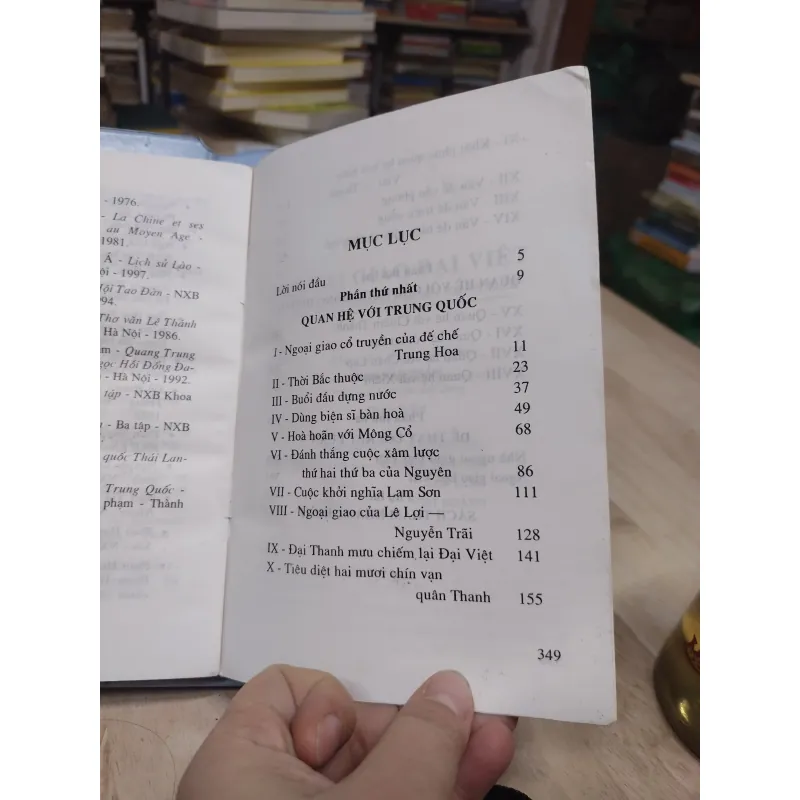 - 1976.
- La Chine et ses
au Moyen Age -
1981.
Á - Lịch sử Lào -
ội - 1997.
Hội Tao Đàn - NXB
994.
Thơ văn Lê Thành
Hà Nội - 1986.
m - Quang Trung
Ngọc Hồi Đống Đa-
- Hà Nội - 1992.
tập - NXB Khoa
- Ba tập - NXB
quốc Thái Lan-
Trung Quốc -
phạm - Thành
MỤC LỤC
Lời nói đầu 5
Phần thứ nhất 9
QUAN HỆ VỚI TRUNG QUỐC
I - Ngoại giao cổ truyền của đế chế
Trung Hoa 11
II - Thời Bắc thuộc 23
III - Buổi đầu dựng nước 37
IV - Dùng biện sĩ bàn hoà 49
V - Hoà hoãn với Mông Cổ 68
VI - Đánh thắng cuộc xâm lược
thứ hai thứ ba của Nguyên 86
VII - Cuộc khởi nghĩa Lam Sơn 111
VIII - Ngoại giao của Lê Lợi —
Nguyễn Trãi 128
IX - Đại Thanh mưu chiếm lại Đại Việt 141
X - Tiêu diệt hai mươi chín vạn
quân Thanh 155
349